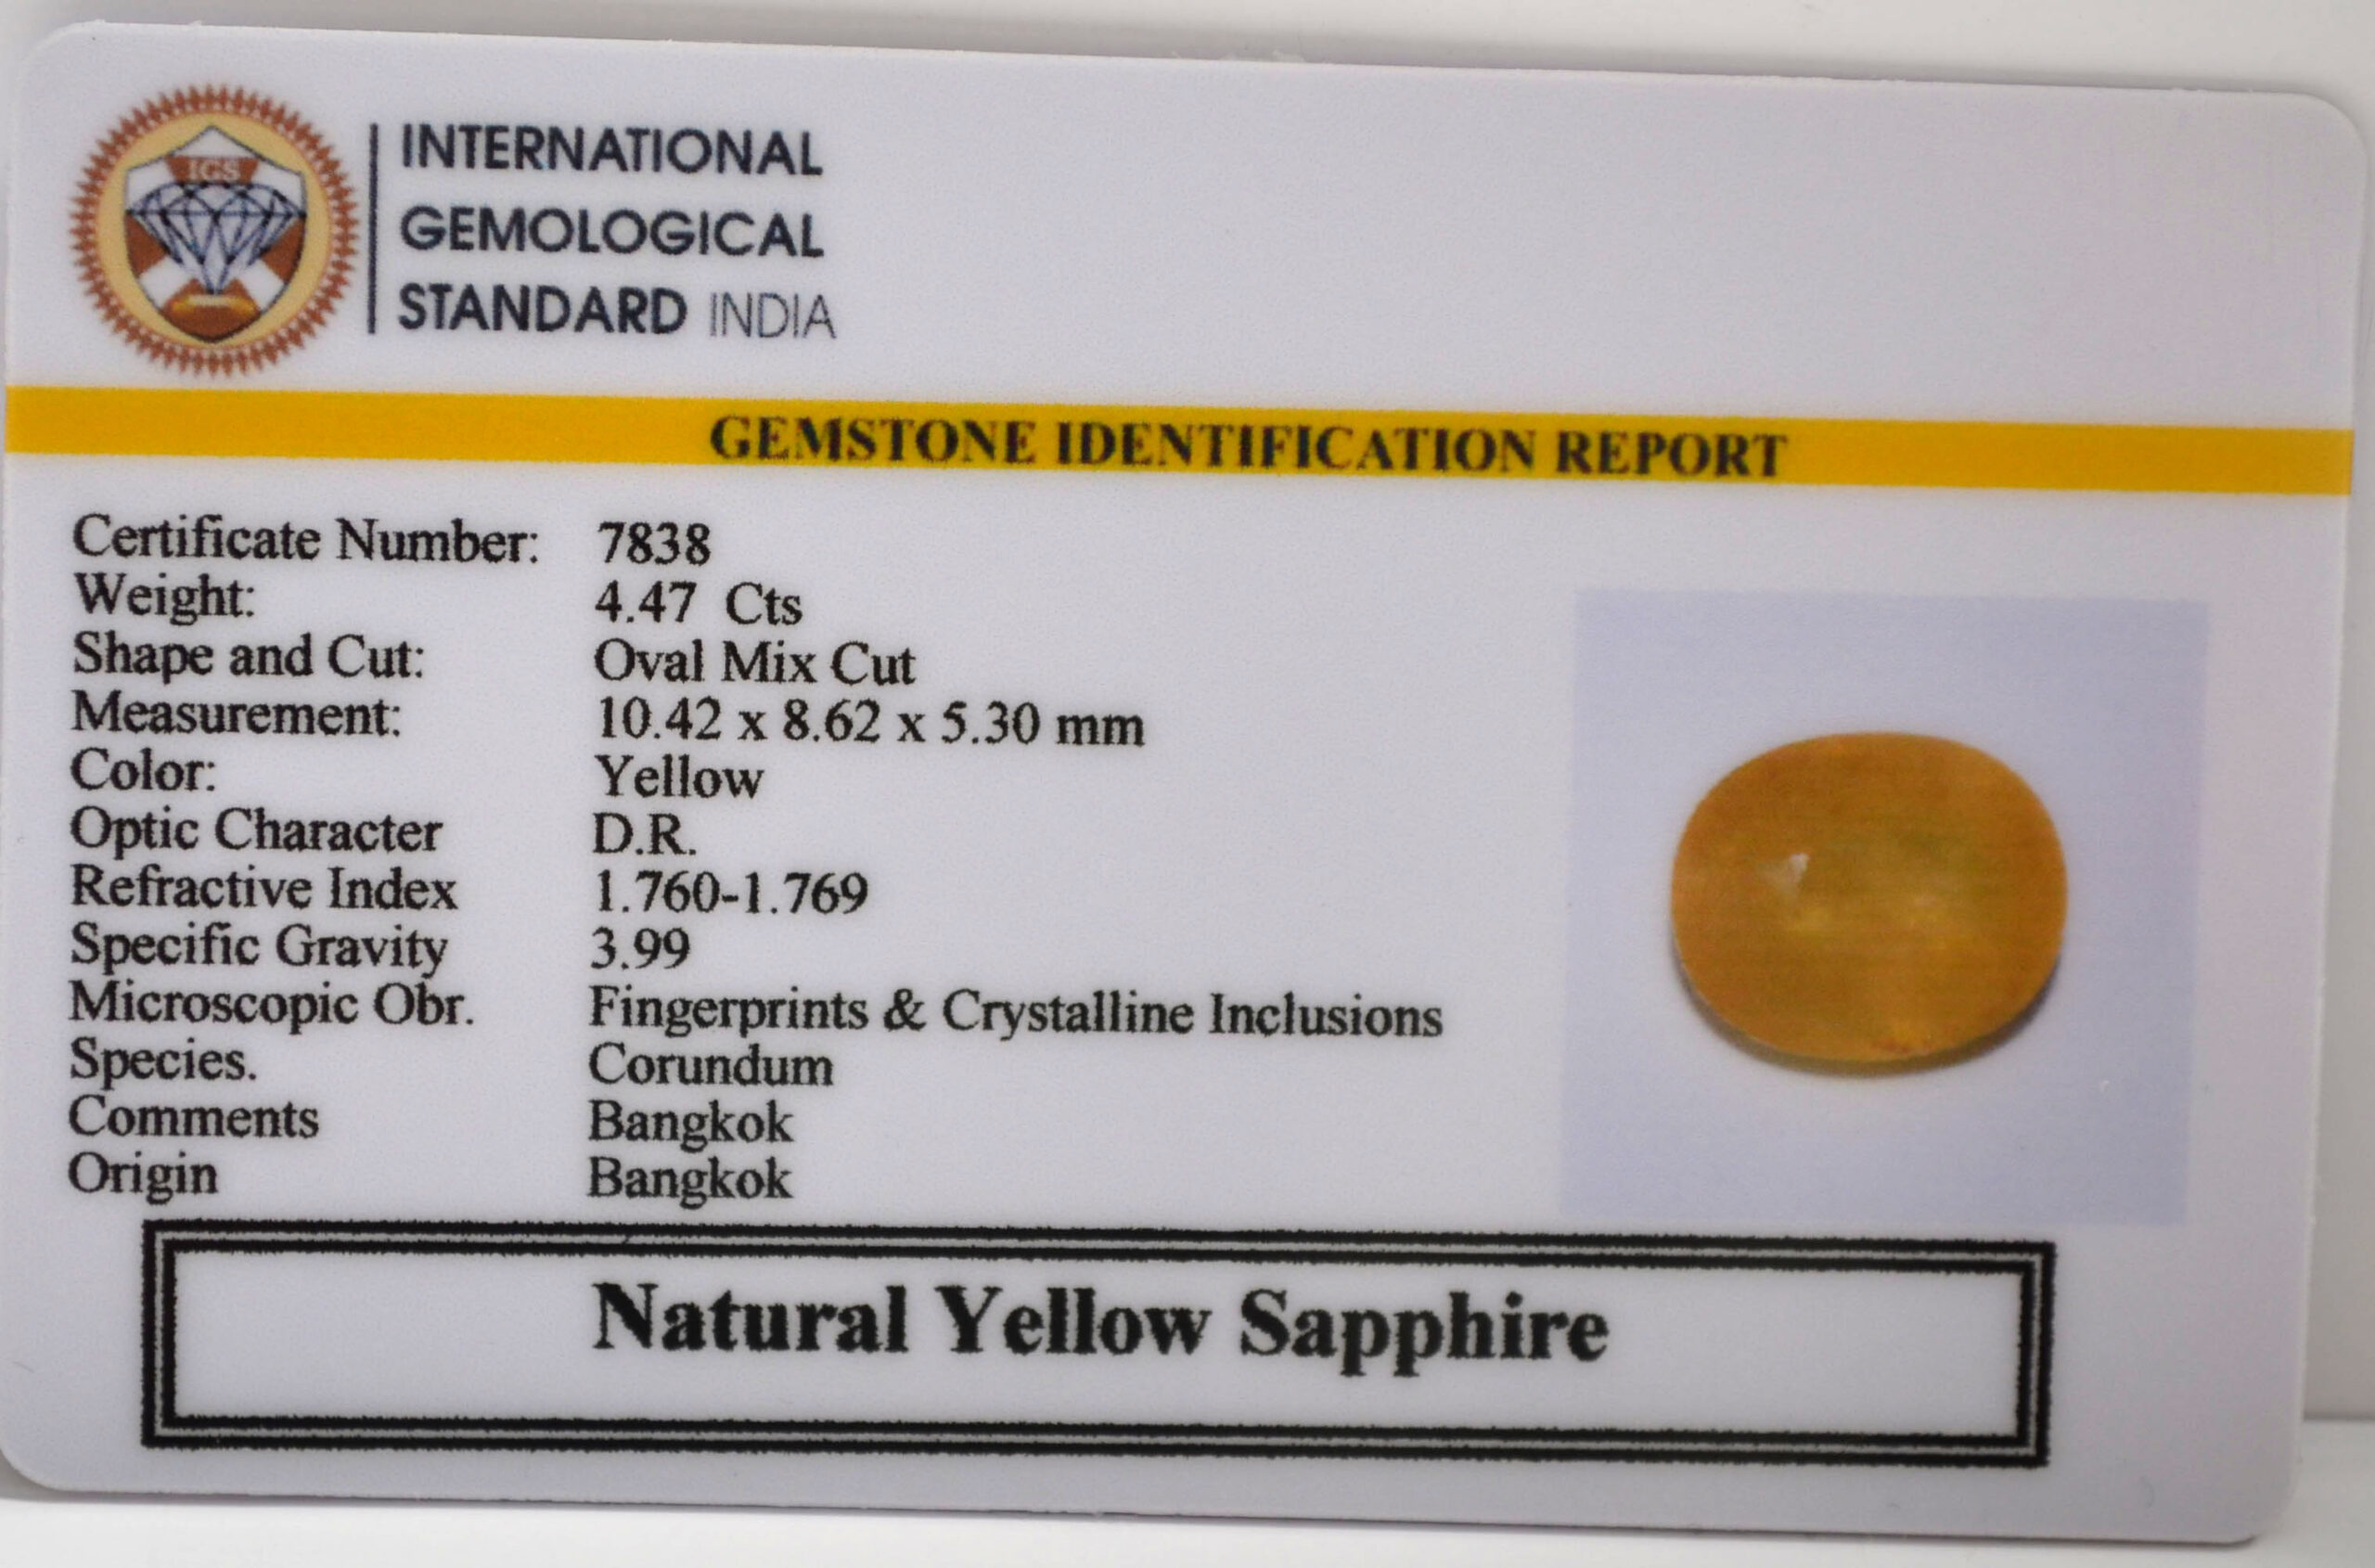 IGS
INTERNATIONAL
GEMOLOGICAL
STANDARD INDIA
GEMSTONE IDENTIFICATION REPORT
Certificate Number: 7838
Weight: 4.47 Cts
Shape and Cut: Oval Mix Cut
Measurement: 10.42 x 8.62 x 5.30 mm
Color: Yellow
Optic Character D.R.
Refractive Index 1.760-1.769
Specific Gravity 3.99
Microscopic Obr. Fingerprints & Crystalline Inclusions
Species. Corundum
Comments Bangkok
Origin Bangkok
Natural Yellow Sapphire